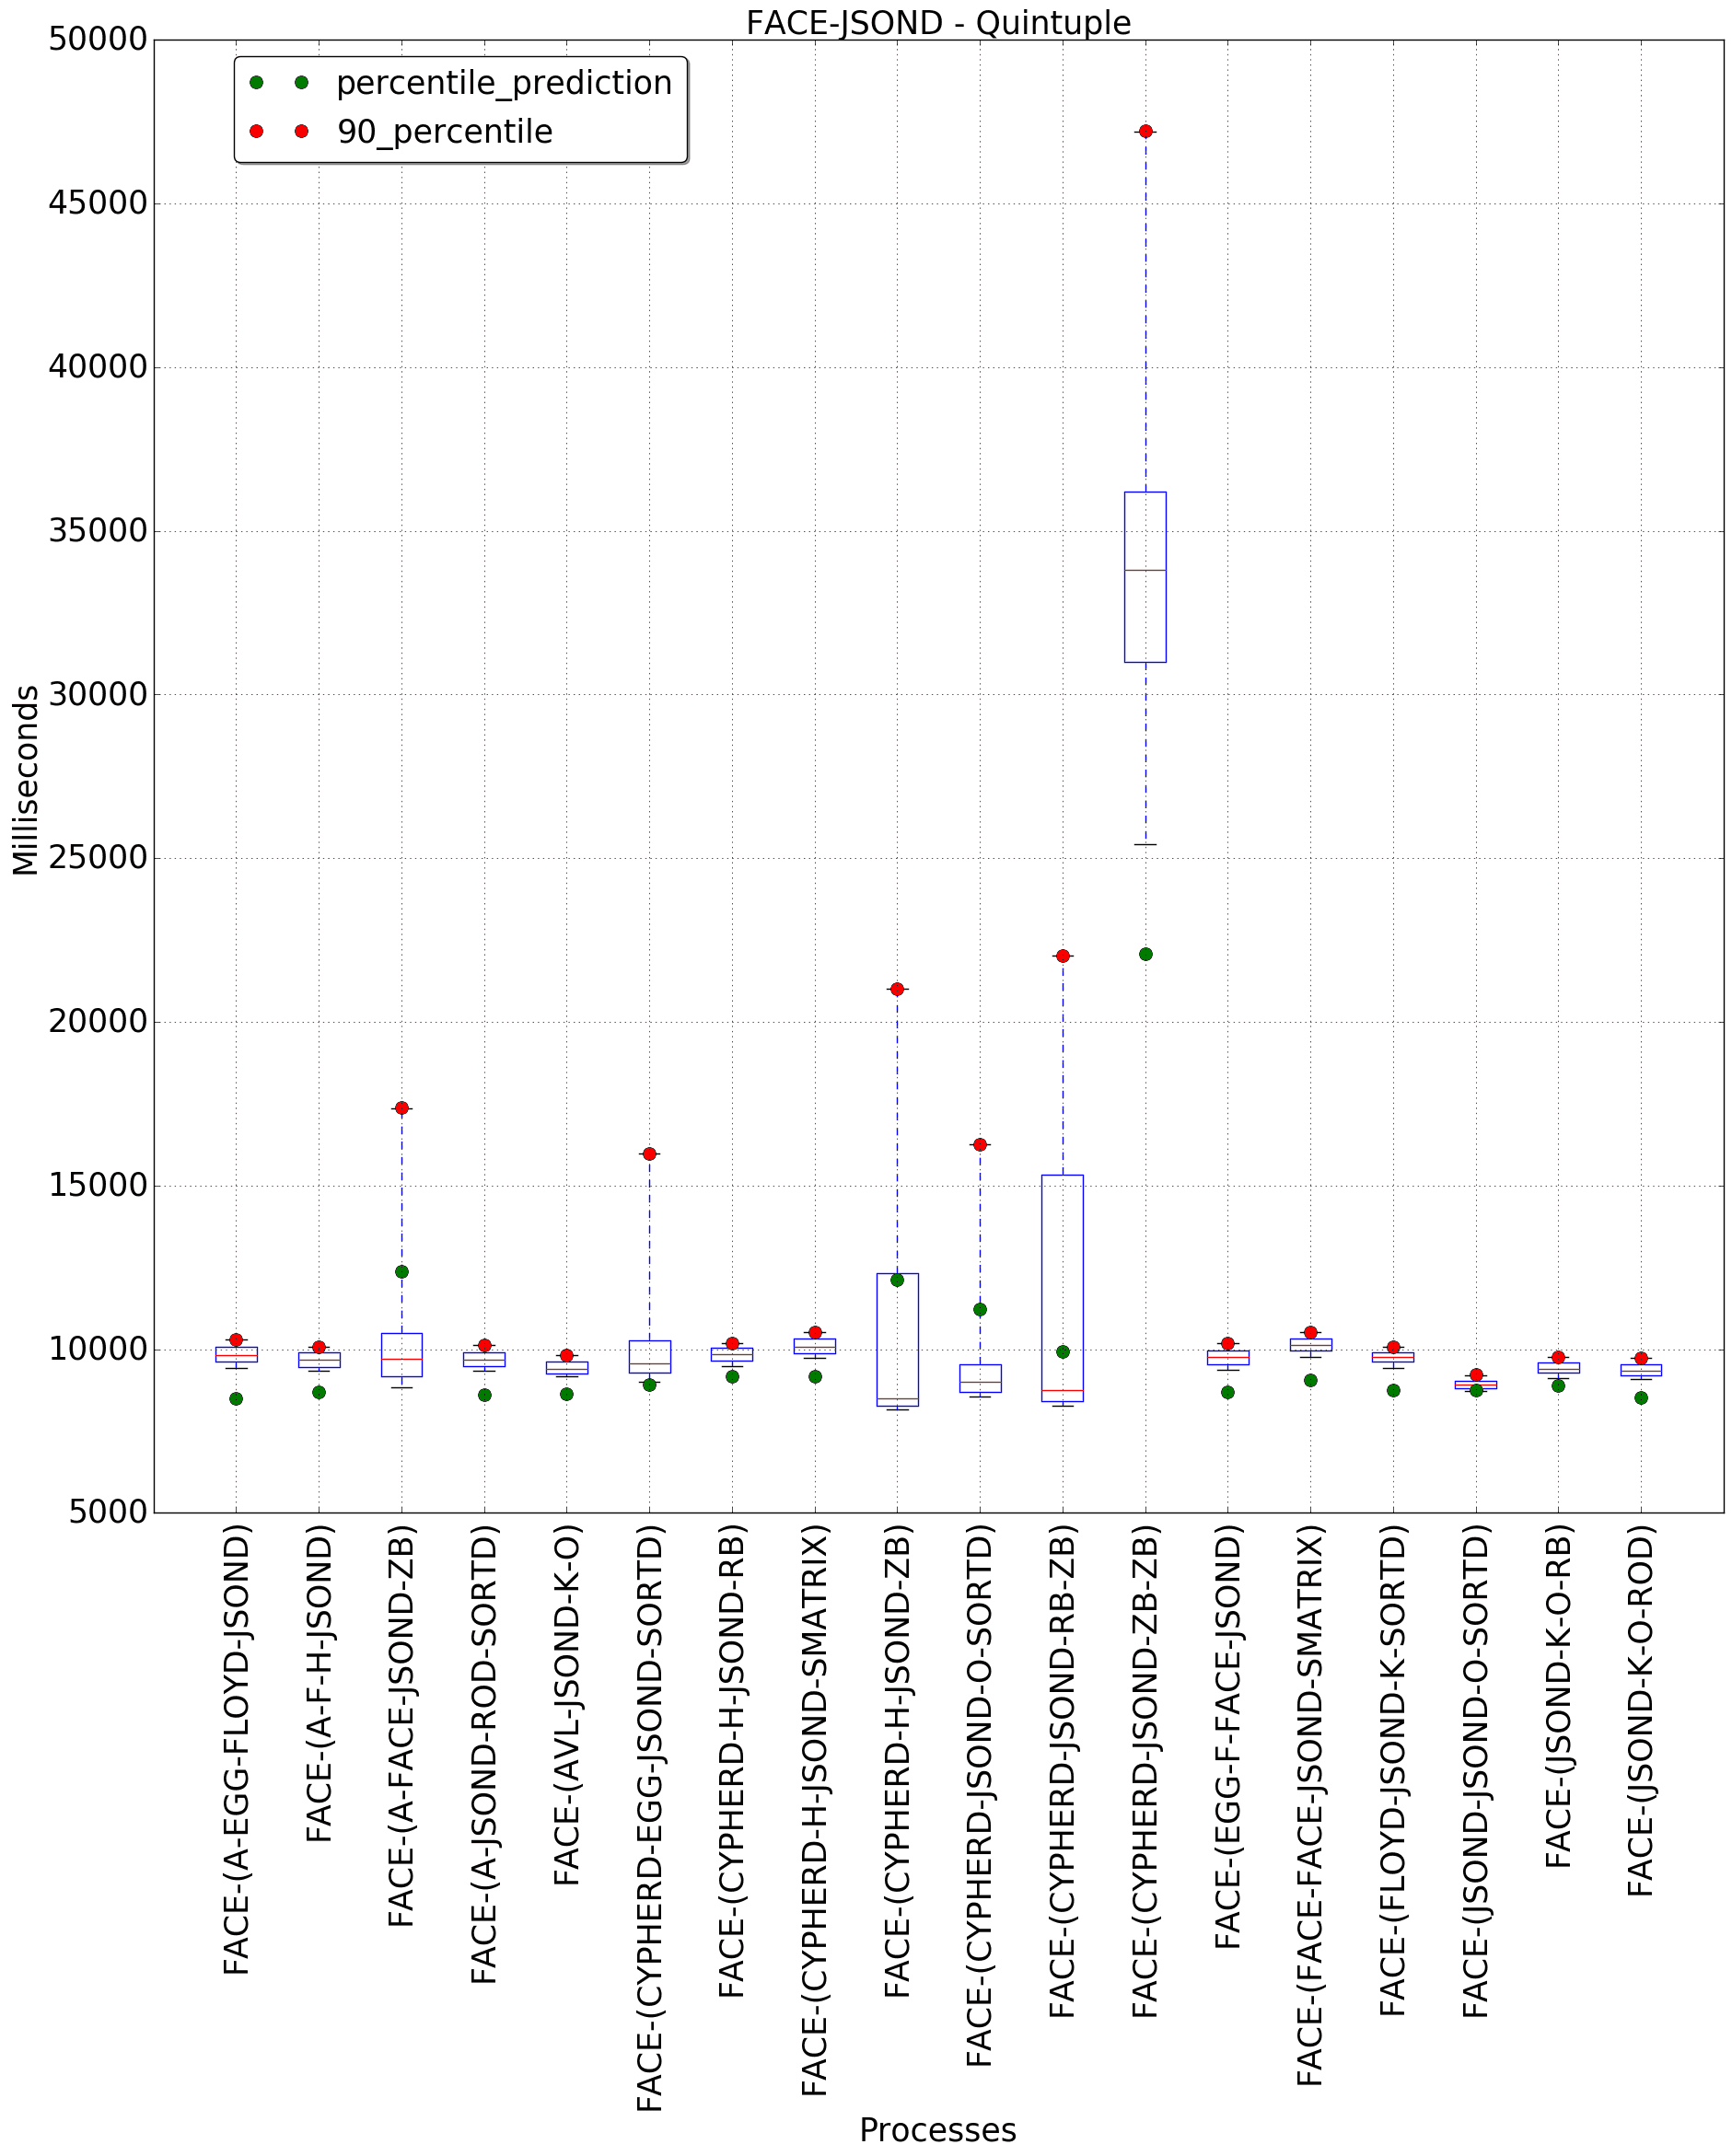 FACE-JSOND - Quintuple
percentile_prediction
90_percentile
50000
45000
40000
35000
30000
25000
20000
15000
10000
5000
Milliseconds
FACE-(A-EGG-FLOYD-JSOND)
FACE-(A-F-H-JSOND)
FACE-(A-FACE-JSOND-ZB)
FACE-(A-JSOND-ROD-SORTD)
FACE-(AVL-JSOND-K-O)
FACE-(CYPHERD-EGG-JSOND-SORTD)
FACE-(CYPHERD-H-JSOND-RB)
FACE-(CYPHERD-H-JSOND-SMATRIX)
FACE-(CYPHERD-H-JSOND-ZB)
FACE-(CYPHERD-JSOND-O-SORTD)
FACE-(CYPHERD-JSOND-RB-ZB)
FACE-(CYPHERD-JSOND-ZB-ZB)
FACE-(EGG-F-FACE-JSOND)
FACE-(FACE-FACE-JSOND-SMATRIX)
FACE-(FLOYD-JSOND-K-SORTD)
FACE-(JSOND-JSOND-O-SORTD)
FACE-(JSOND-K-O-RB)
FACE-(JSOND-K-O-ROD)
Processes